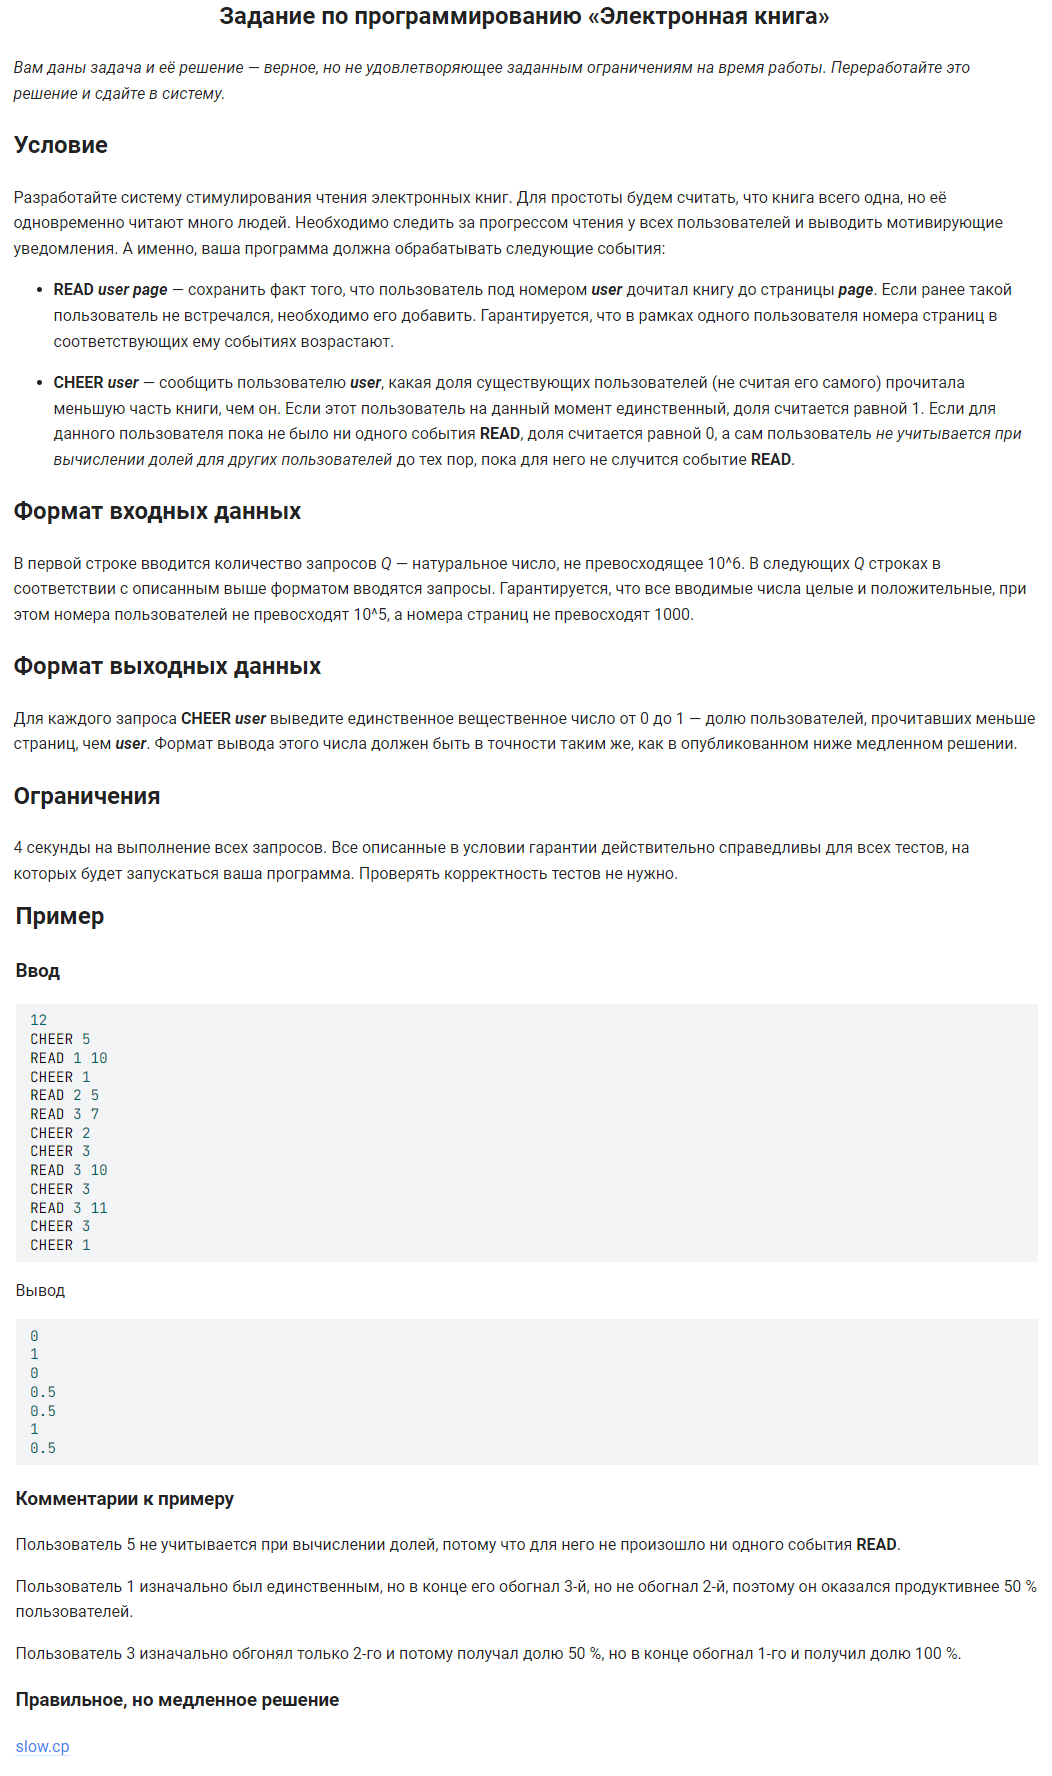 Задание по программированию «Электронная книга»
Вам даны задача и её решение — верное, но не удовлетворяющее заданным ограничениям на время работы. Переработайте это
решение и сдайте в систему.
Условие
Разработайте систему стимулирования чтения электронных книг. Для простоты будем считать, что книга всего одна, но её
одновременно читают много людей. Необходимо следить за прогрессом чтения у всех пользователей и выводить мотивирующие
уведомления. А именно, ваша программа должна обрабатывать следующие события:
• READ user page — сохранить факт того, что пользователь под номером user дочитал книгу до страницы page. Если ранее такой
пользователь не встречался, необходимо его добавить. Гарантируется, что в рамках одного пользователя номера страниц в
соответствующих ему событиях возрастают.
• CHEER user — сообщить пользователю user, какая доля существующих пользователей (не считая его самого) прочитала
меньшую часть книги, чем он. Если этот пользователь на данный момент единственный, доля считается равной 1. Если для
данного пользователя пока не было ни одного события READ, доля считается равной 0, а сам пользователь не учитывается при
вычислении долей для других пользователей до тех пор, пока для него не случится событие READ.
Формат входных данных
В первой строке вводится количество запросов Q — натуральное число, не превосходящее 10^6. В следующих Q строках в
соответствии с описанным выше форматом вводятся запросы. Гарантируется, что все вводимые числа целые и положительные, при
этом номера пользователей не превосходят 10^5, а номера страниц не превосходят 1000.
Формат выходных данных
Для каждого запроса CHEER user выведите единственное вещественное число от 0 до 1 — долю пользователей, прочитавших меньше
страниц, чем user. Формат вывода этого числа должен быть в точности таким же, как в опубликованном ниже медленном решении.
Ограничения
4 секунды на выполнение всех запросов. Все описанные в условии гарантии действительно справедливы для всех тестов, на
которых будет запускаться ваша программа. Проверять корректность тестов не нужно.
Пример
Ввод
12
CHEER 5
READ 1 10
CHEER 1
READ 2 5
READ 3 7
CHEER 2
CHEER 3
READ 3 10
CHEER 3
READ 3 11
CHEER 3
CHEER 1
Вывод
0
1
0
0.5
0.5
1
0.5
Комментарии к примеру
Пользователь 5 не учитывается при вычислении долей, потому что для него не произошло ни одного события READ.
Пользователь 1 изначально был единственным, но в конце его обогнал 3-й, но не обогнал 2-й, поэтому он оказался продуктивнее 50 %
пользователей.
Пользователь 3 изначально обгонял только 2-го и потому получал долю 50 %, но в конце обогнал 1-го и получил долю 100 %.
Правильное, но медленное решение
slow.cp